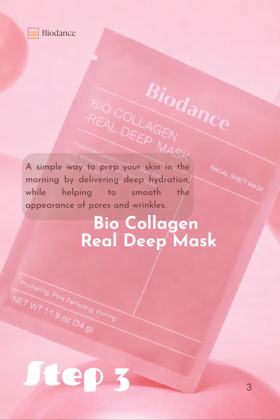 Biodance
Biodance
BIO COLLAGEN
-REAL DEEP MASK
FACIAL SHEET MASK
A simple way to prep your skin in the
morning by delivering deep hydration,
while helping to smooth the
appearance of pores and wrinkles.
Bio Collagen
Real Deep Mask
Hydrating, Pore Perfecting, Firming
NET WT 1 1.9 oz (34 g)
Step 3
3